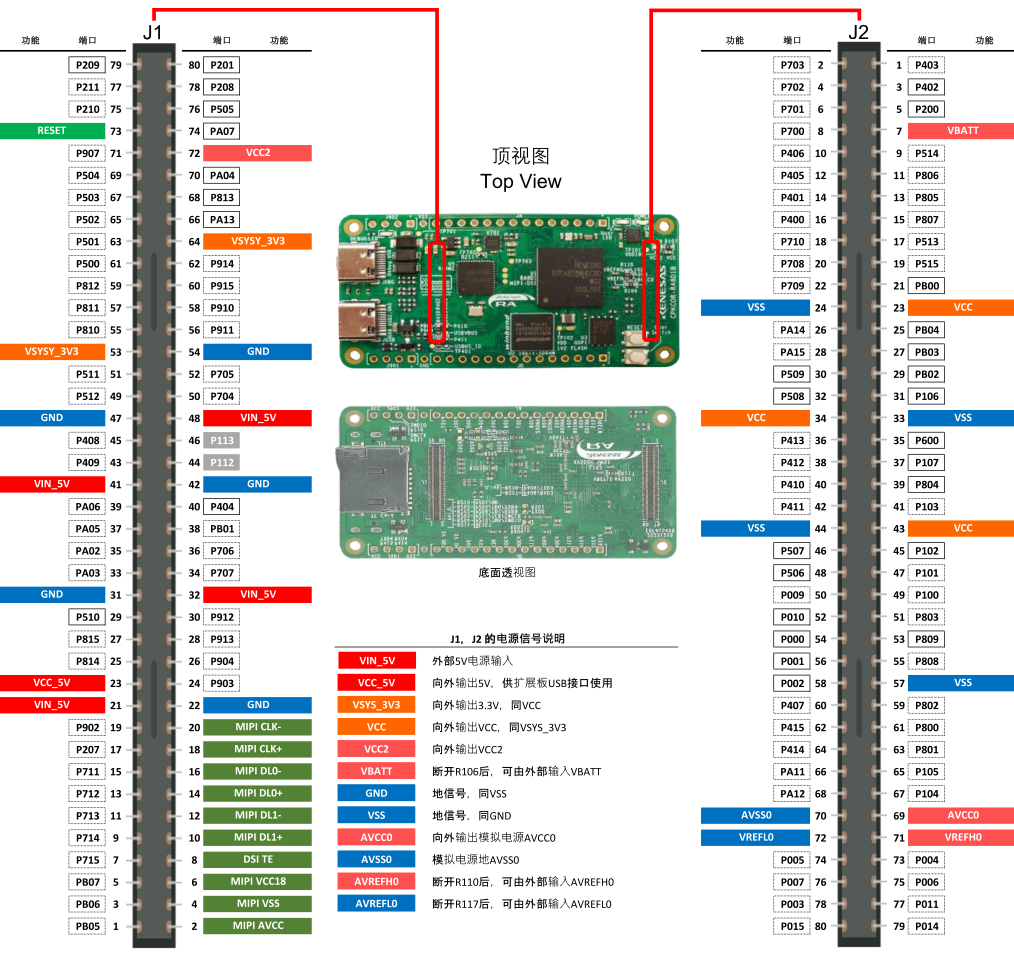 J1
J2
功能 端口 端口 功能
功能 端口 端口 功能
P209 79 80 P201
P211 77 78 P208
P210 75 76 P505
RESET 73 74 PA07
P907 71 72 VCC2
P504 69 70 PA04
P503 67 68 P813
P502 65 66 PA13
P501 63 64 VSYSY_3V3
P500 61 62 P914
P812 59 60 P915
P811 57 58 P910
P810 55 56 P911
VSYSY_3V3 53 54 GND
P511 51 52 P705
P512 49 50 P704
GND 47 48 VIN_5V
P408 45 46 P113
P409 43 44 P112
VIN_5V 41 42 GND
PA06 39 40 P404
PA05 37 38 PB01
PA02 35 36 P706
PA03 33 34 P707
GND 31 32 VIN_5V
P510 29 30 P912
P815 27 28 P913
P814 25 26 P904
VCC_5V 23 24 P903
VIN_5V 21 22 GND
P902 19 20 MIPI CLK-
P207 17 18 MIPI CLK+
P711 15 16 MIPI DL0-
P712 13 14 MIPI DL0+
P713 11 12 MIPI DL1-
P714 9 10 MIPI DL1+
P715 7 8 DSI TE
PB07 5 6 MIPI VCC18
PB06 3 4 MIPI VSS
PB05 1 2 MIPI AVCC
顶视图
Top View
底面透视图
J1, J2 的电源信号说明
VIN_5V 外部5V电源输入
VCC_5V 向外输出5V, 供扩展板USB接口使用
VSYS_3V3 向外输出3.3V, 同VCC
VCC 向外输出VCC, 同VSYS_3V3
VCC2 向外输出VCC2
VBATT 断开R106后, 可由外部输入VBATT
GND 地信号, 同VSS
VSS 地信号, 同GND
AVCC0 向外输出模拟电源AVCC0
AVSS0 模拟电源地AVSS0
AVREFH0 断开R110后, 可由外部输入AVREFH0
AVREFL0 断开R117后, 可由外部输入AVREFL0
P703 2 1 P403
P702 4 3 P402
P701 6 5 P200
P700 8 7 VBATT
P406 10 9 P514
P405 12 11 P806
P401 14 13 P805
P400 16 15 P807
P710 18 17 P513
P708 20 19 P515
P709 22 21 PB00
VSS 24 23 VCC
PA14 26 25 PB04
PA15 28 27 PB03
P509 30 29 PB02
P508 32 31 P106
VCC 34 33 VSS
P413 36 35 P600
P412 38 37 P107
P410 40 39 P804
P411 42 41 P103
VSS 44 43 VCC
P507 46 45 P102
P506 48 47 P101
P009 50 49 P100
P010 52 51 P803
P000 54 53 P809
P001 56 55 P808
P002 58 57 VSS
P407 60 59 P802
P415 62 61 P800
P414 64 63 P801
PA11 66 65 P105
PA12 68 67 P104
AVSS0 70 69 AVCC0
VREFL0 72 71 VREFH0
P005 74 73 P004
P007 76 75 P006
P003 78 77 P011
P015 80 79 P014